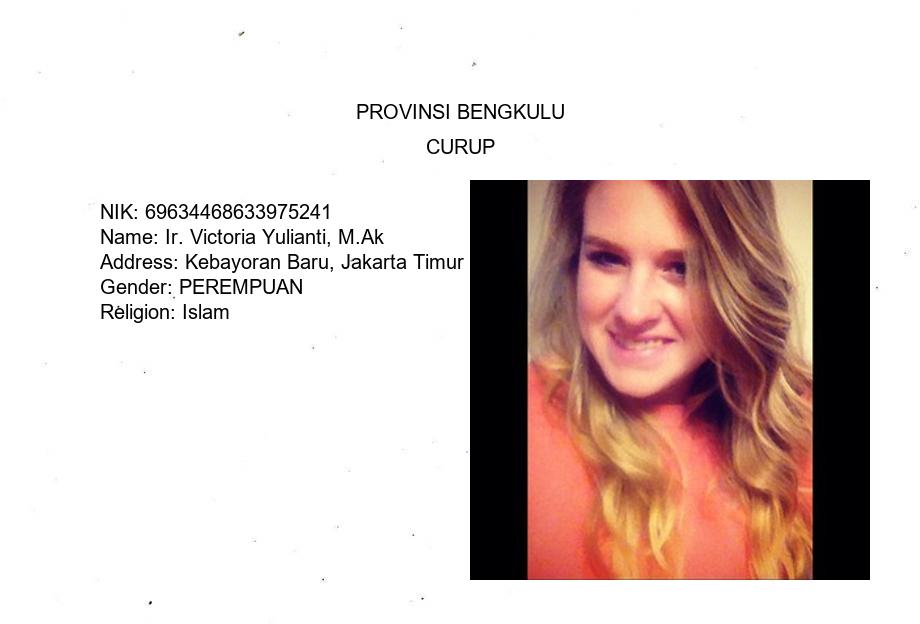 PROVINSI BENGKULU
CURUP
NIK: 69634468633975241
Name: Ir. Victoria Yulianti, M.Ak
Address: Kebayoran Baru, Jakarta Timur
Gender: PEREMPUAN
Religion: Islam